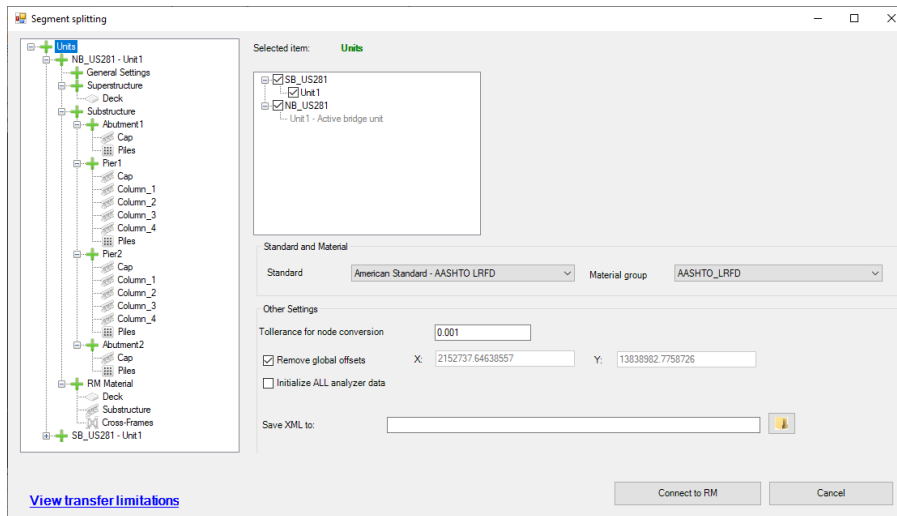 Segment splitting
Units
NB_US281 - Unit1
General Settings
Superstructure
Deck
Substructure
Abutment1
Cap
Piles
Pier1
Cap
Column_1
Column_2
Column_3
Column_4
Piles
Pier2
Cap
Column_1
Column_2
Column_3
Column_4
Piles
Abutment2
Cap
Piles
RM Material
Deck
Substructure
Cross-Frames
SB_US281 - Unit1
View transfer limitations
Selected item: Units
SB_US281
Unit1
NB_US281
Unit1 - Active bridge unit
Standard and Material
Standard American Standard - AASHTO LRFD Material group AASHTO_LRFD
Other Settings
Tollerance for node conversion 0.001
Remove global offsets X: 2152737.64638557 Y: 13838982.7758726
Initialize ALL analyzer data
Save XML to:
Connect to RM Cancel